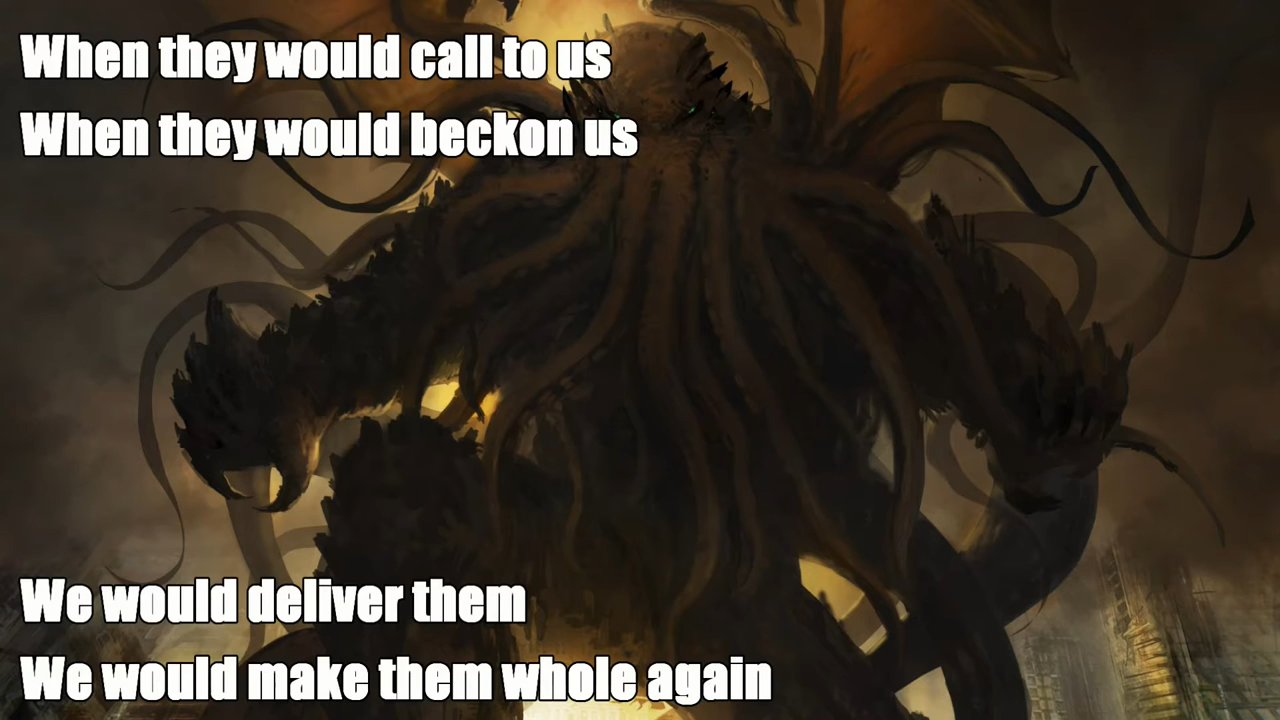 When they would call to us
When they would beckon us
We would deliver them
We would make them whole again